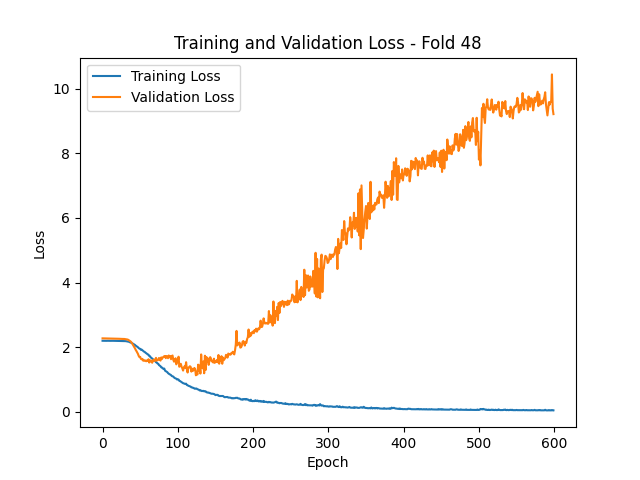 Training and Validation Loss - Fold 48
Training Loss
Validation Loss
10
8
6
4
2
0
Loss
0 100 200 300 400 500 600
Epoch